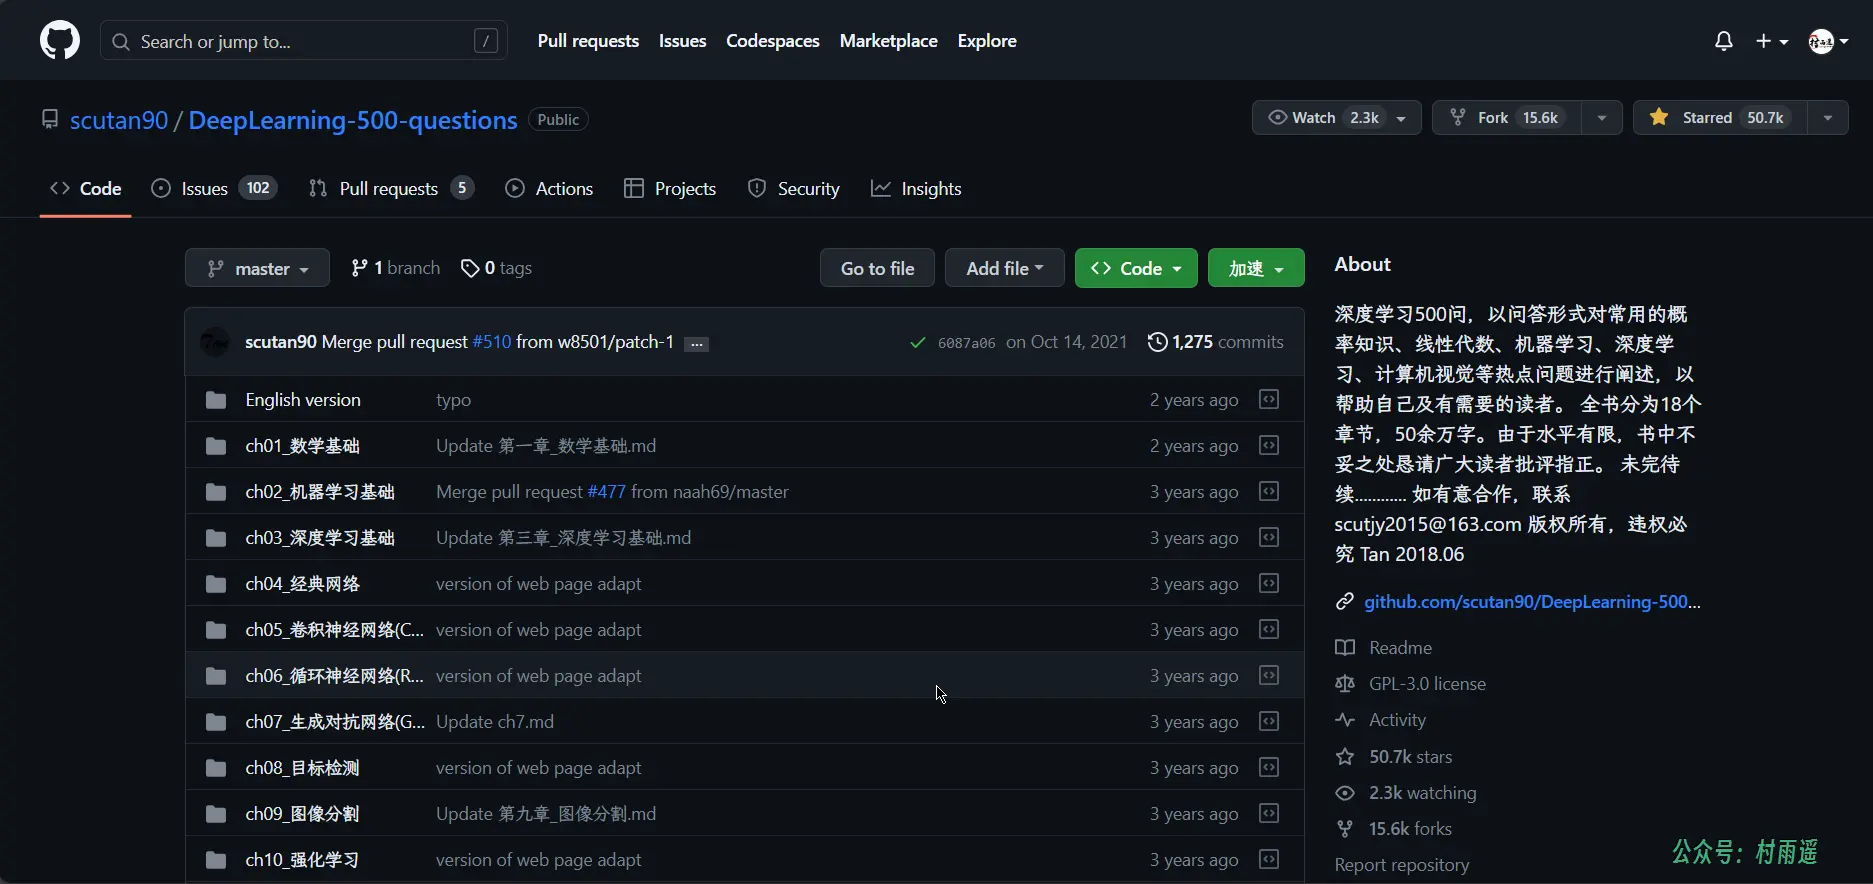 Search or jump to...
/
Pull requests
Issues
Codespaces
Marketplace
Explore
scutan90 / DeepLearning-500-questions
Public
Watch 2.3k
Fork 15.6k
Starred 50.7k
Code
Issues 102
Pull requests 5
Actions
Projects
Security
Insights
master
1 branch
0 tags
Go to file
Add file
Code
加速
scutan90 Merge pull request #510 from w8501/patch-1 ...
6087a06 on Oct 14, 2021
1,275 commits
English version typo 2 years ago
ch01_数学基础 Update 第一章_数学基础.md 2 years ago
ch02_机器学习基础 Merge pull request #477 from naah69/master 3 years ago
ch03_深度学习基础 Update 第三章_深度学习基础.md 3 years ago
ch04_经典网络 version of web page adapt 3 years ago
ch05_卷积神经网络(C... version of web page adapt 3 years ago
ch06_循环神经网络(R... version of web page adapt 3 years ago
ch07_生成对抗网络(G... Update ch7.md 3 years ago
ch08_目标检测 version of web page adapt 3 years ago
ch09_图像分割 Update 第九章_图像分割.md 3 years ago
ch10_强化学习 version of web page adapt 3 years ago
About
深度学习500问，以问答形式对常用的概
率知识、线性代数、机器学习、深度学
习、计算机视觉等热点问题进行阐述，以
帮助自己及有需要的读者。 全书分为18个
章节，50余万字。由于水平有限，书中不
妥之处恳请广大读者批评指正。 未完待
续............ 如有意合作，联系
scutjy2015@163.com 版权所有，违权必
究 Tan 2018.06
github.com/scutan90/DeepLearning-500...
Readme
GPL-3.0 license
Activity
50.7k stars
2.3k watching
15.6k forks
Report repository
公众号：村雨遥